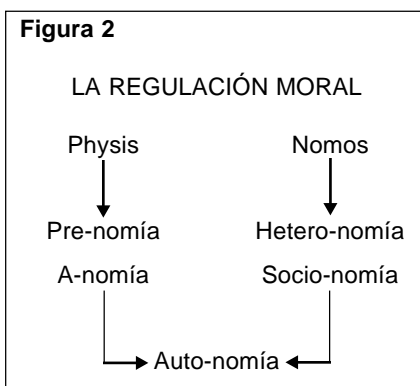 Figura 2
LA REGULACIÓN MORAL
Physis Nomos
Pre-nomía Hetero-nomía
A-nomía Socio-nomía
Auto-nomía